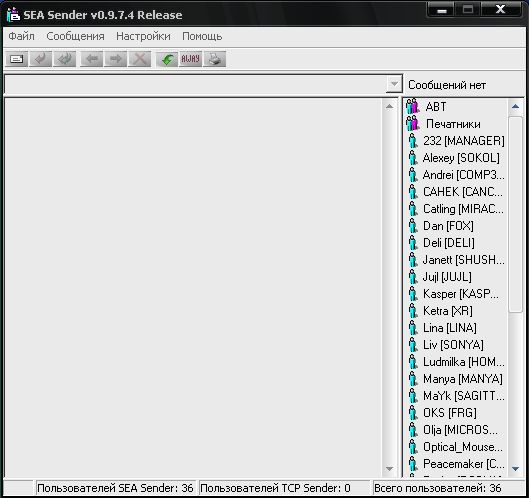 SEA Sender v0.9.7.4 Release
Файл Сообщения Настройки Помощь
AWAY
Сообщений нет
ABT
Печатники
232 [MANAGER]
Alexey [SOKOL]
Andrei [COMP3...
CAHEK [CANC...
Catling [MIRAC...
Dan [FOX]
Deli [DELI]
Janett [SHUSH...
Jujl [JUJL]
Kasper [KASP...
Ketra [XR]
Lina [LINA]
Liv [SONYA]
Ludmilka [HOM...
Manya [MANYA]
MaYk [SAGITT...
OKS [FRG]
Olja [MICROS...
Optical_Mouse...
Peacemaker [C...
Пользователей SEA Sender: 36 Пользователей TCP Sender: 0 Всего пользователей: 36